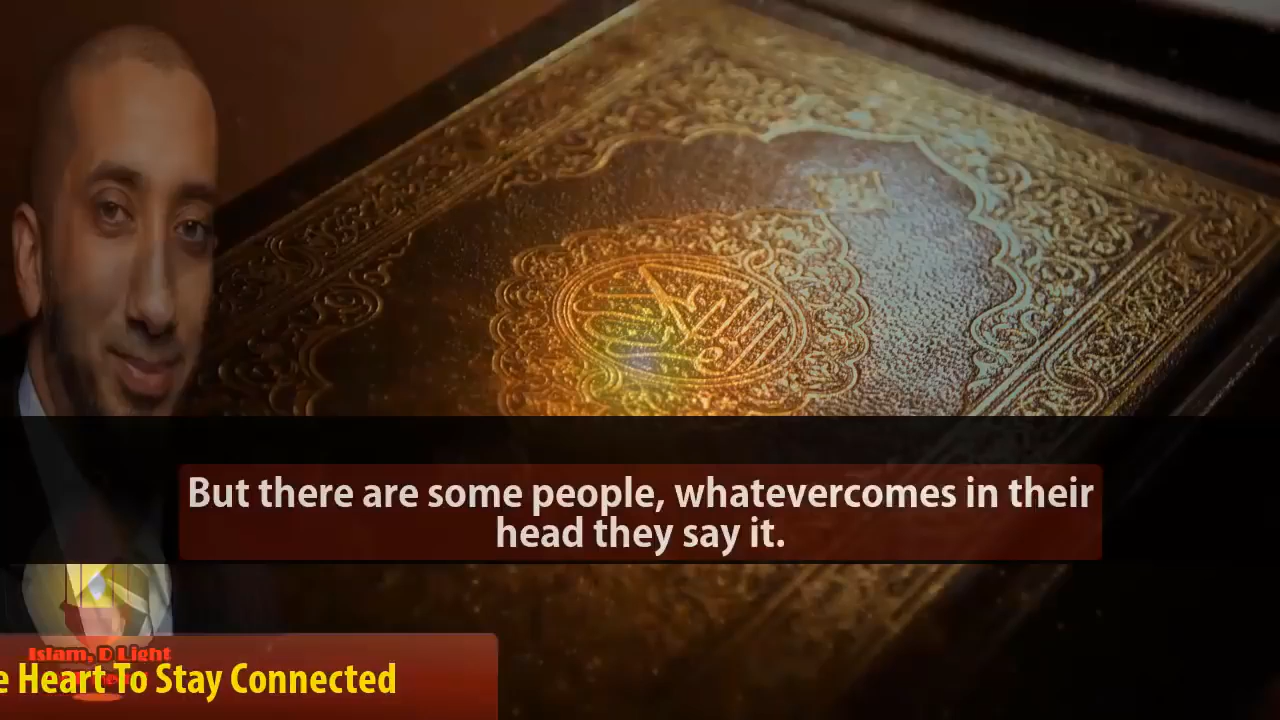 But there are some people, whatevercomes in their
head they say it.
Islam, D Light
e Heart To Stay Connected